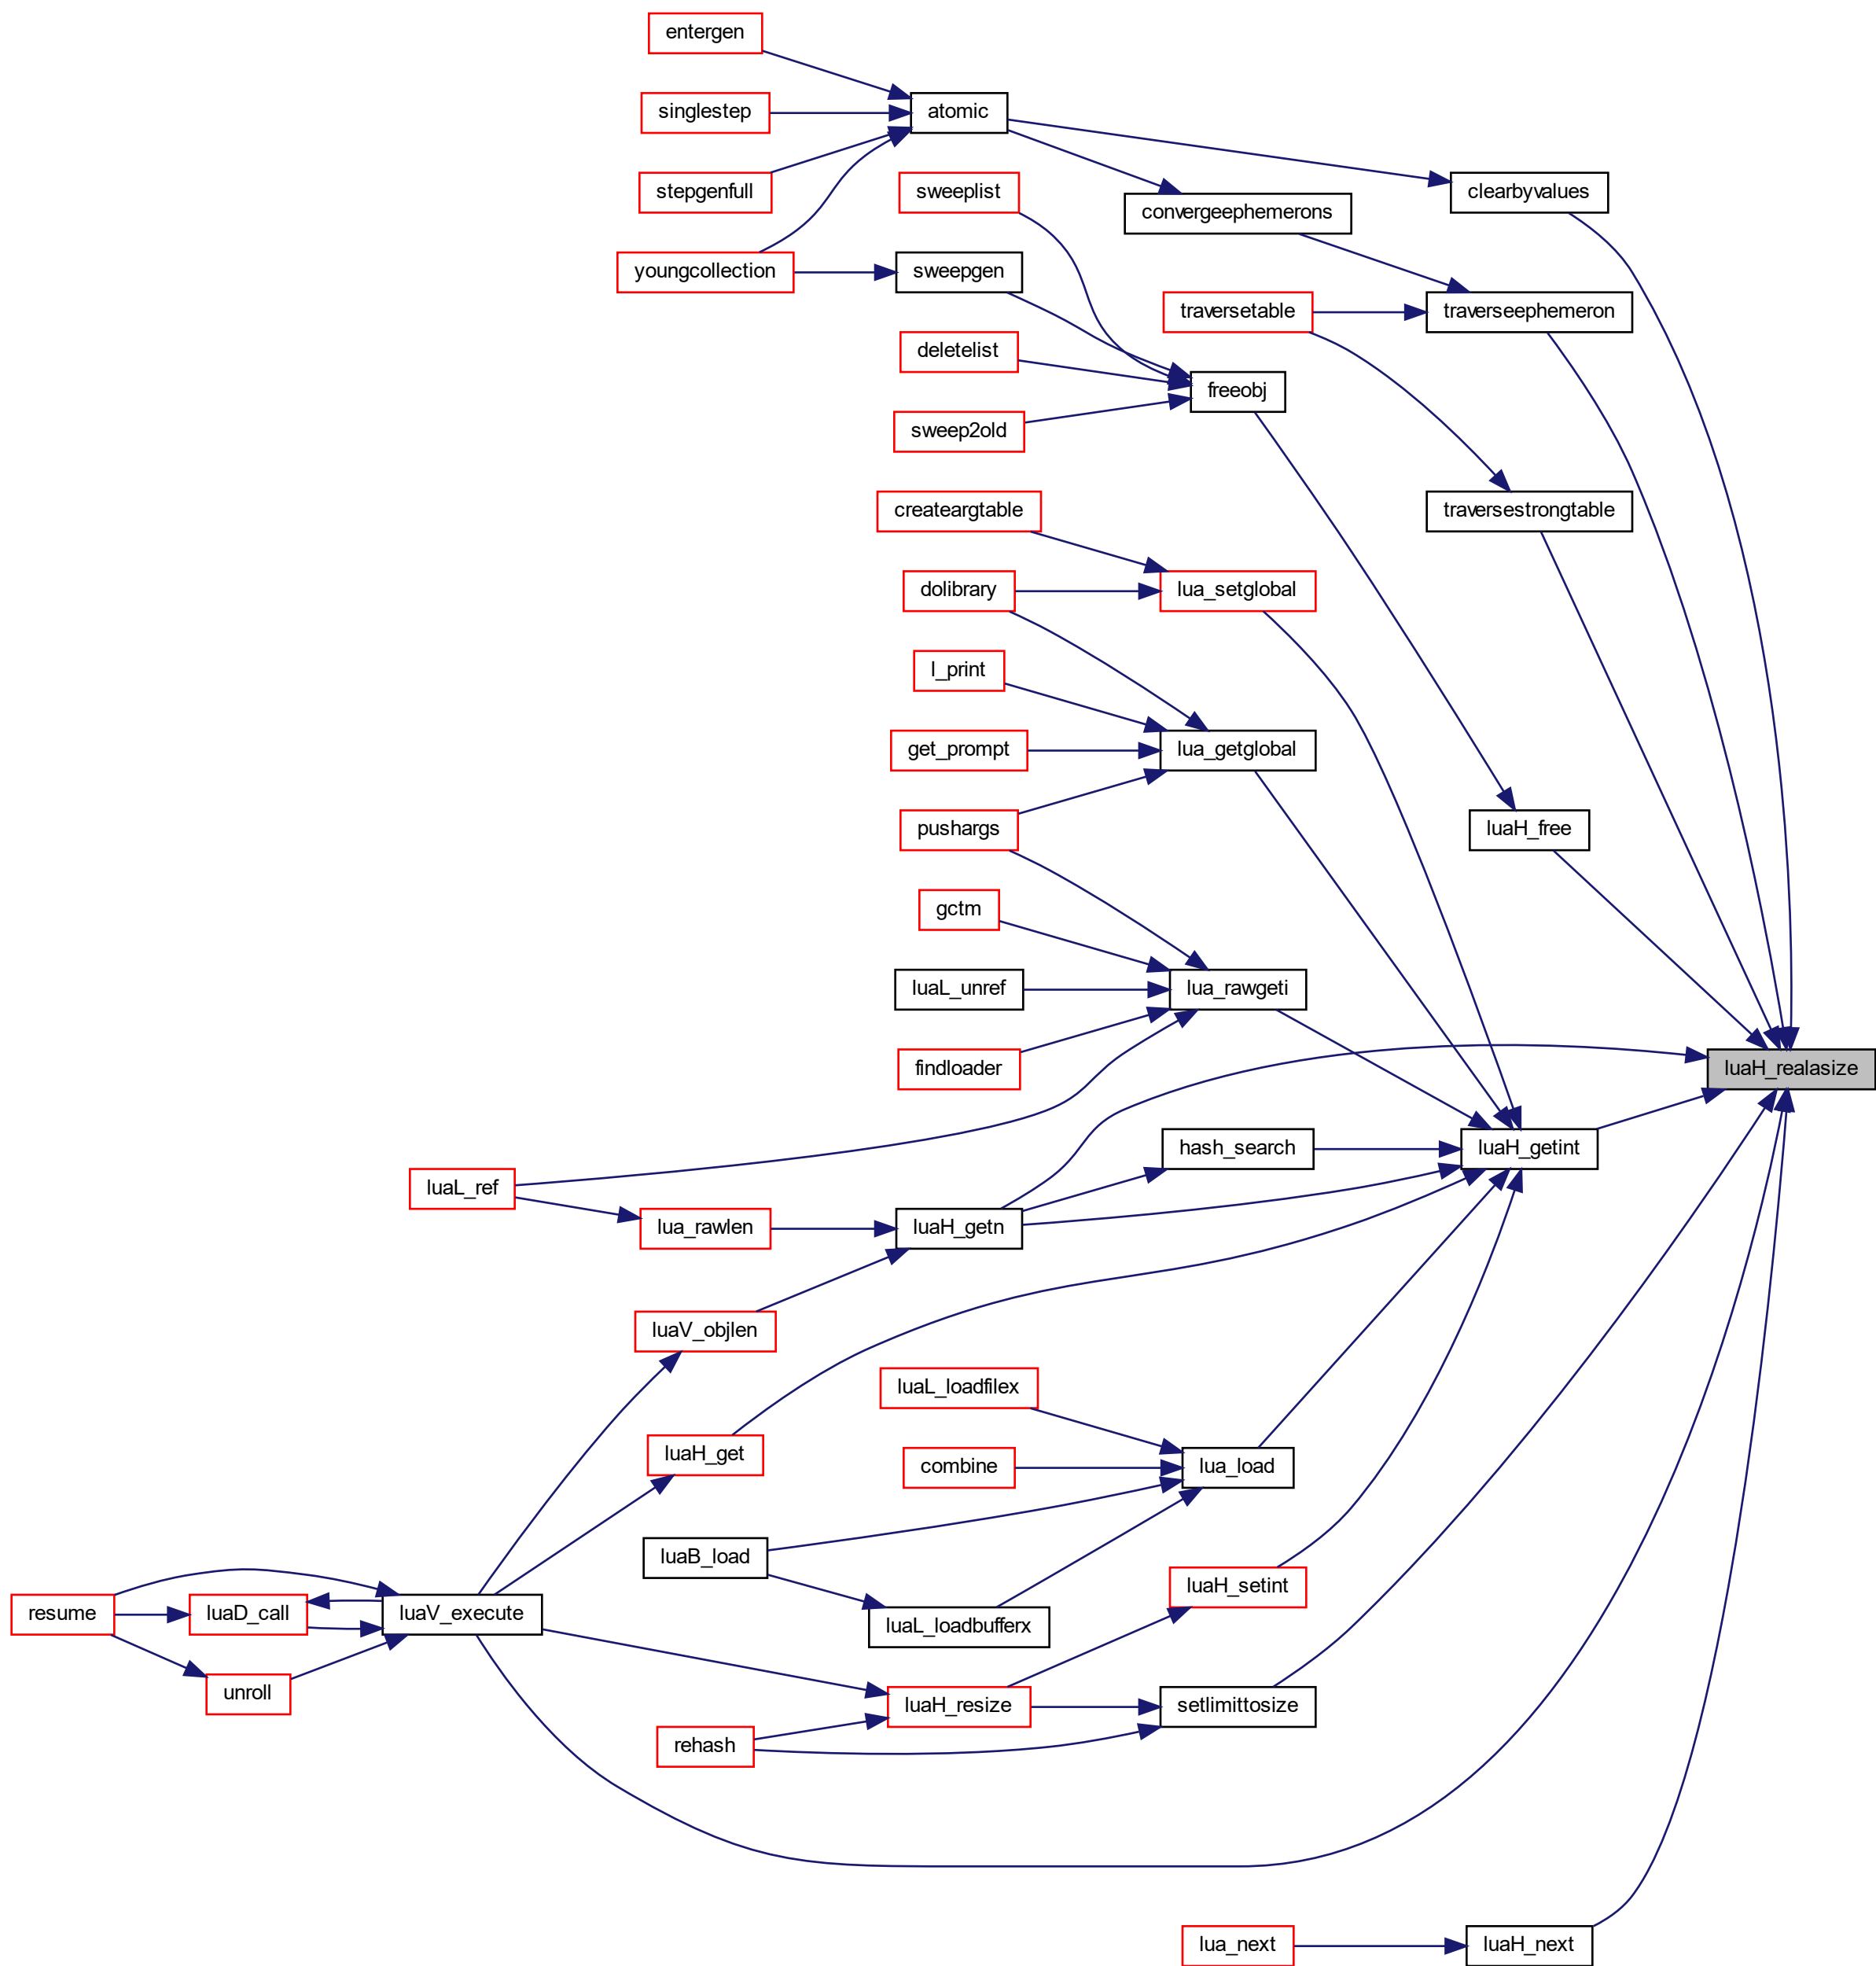 entergen
singlestep
atomic
stepgenfull
sweeplist
convergeephemerons
clearbyvalues
youngcollection
sweepgen
traversetable
traverseephemeron
deletelist
freeobj
sweep2old
createargtable
traversestrongtable
dolibrary
lua_setglobal
l_print
get_prompt
lua_getglobal
pushargs
luaH_free
gctm
luaL_unref
lua_rawgeti
findloader
luaH_realasize
hash_search
luaH_getint
luaL_ref
lua_rawlen
luaH_getn
luaV_objlen
luaL_loadfilex
luaH_get
combine
lua_load
luaB_load
luaH_setint
resume
luaD_call
luaV_execute
luaL_loadbufferx
unroll
luaH_resize
setlimittosize
rehash
lua_next
luaH_next